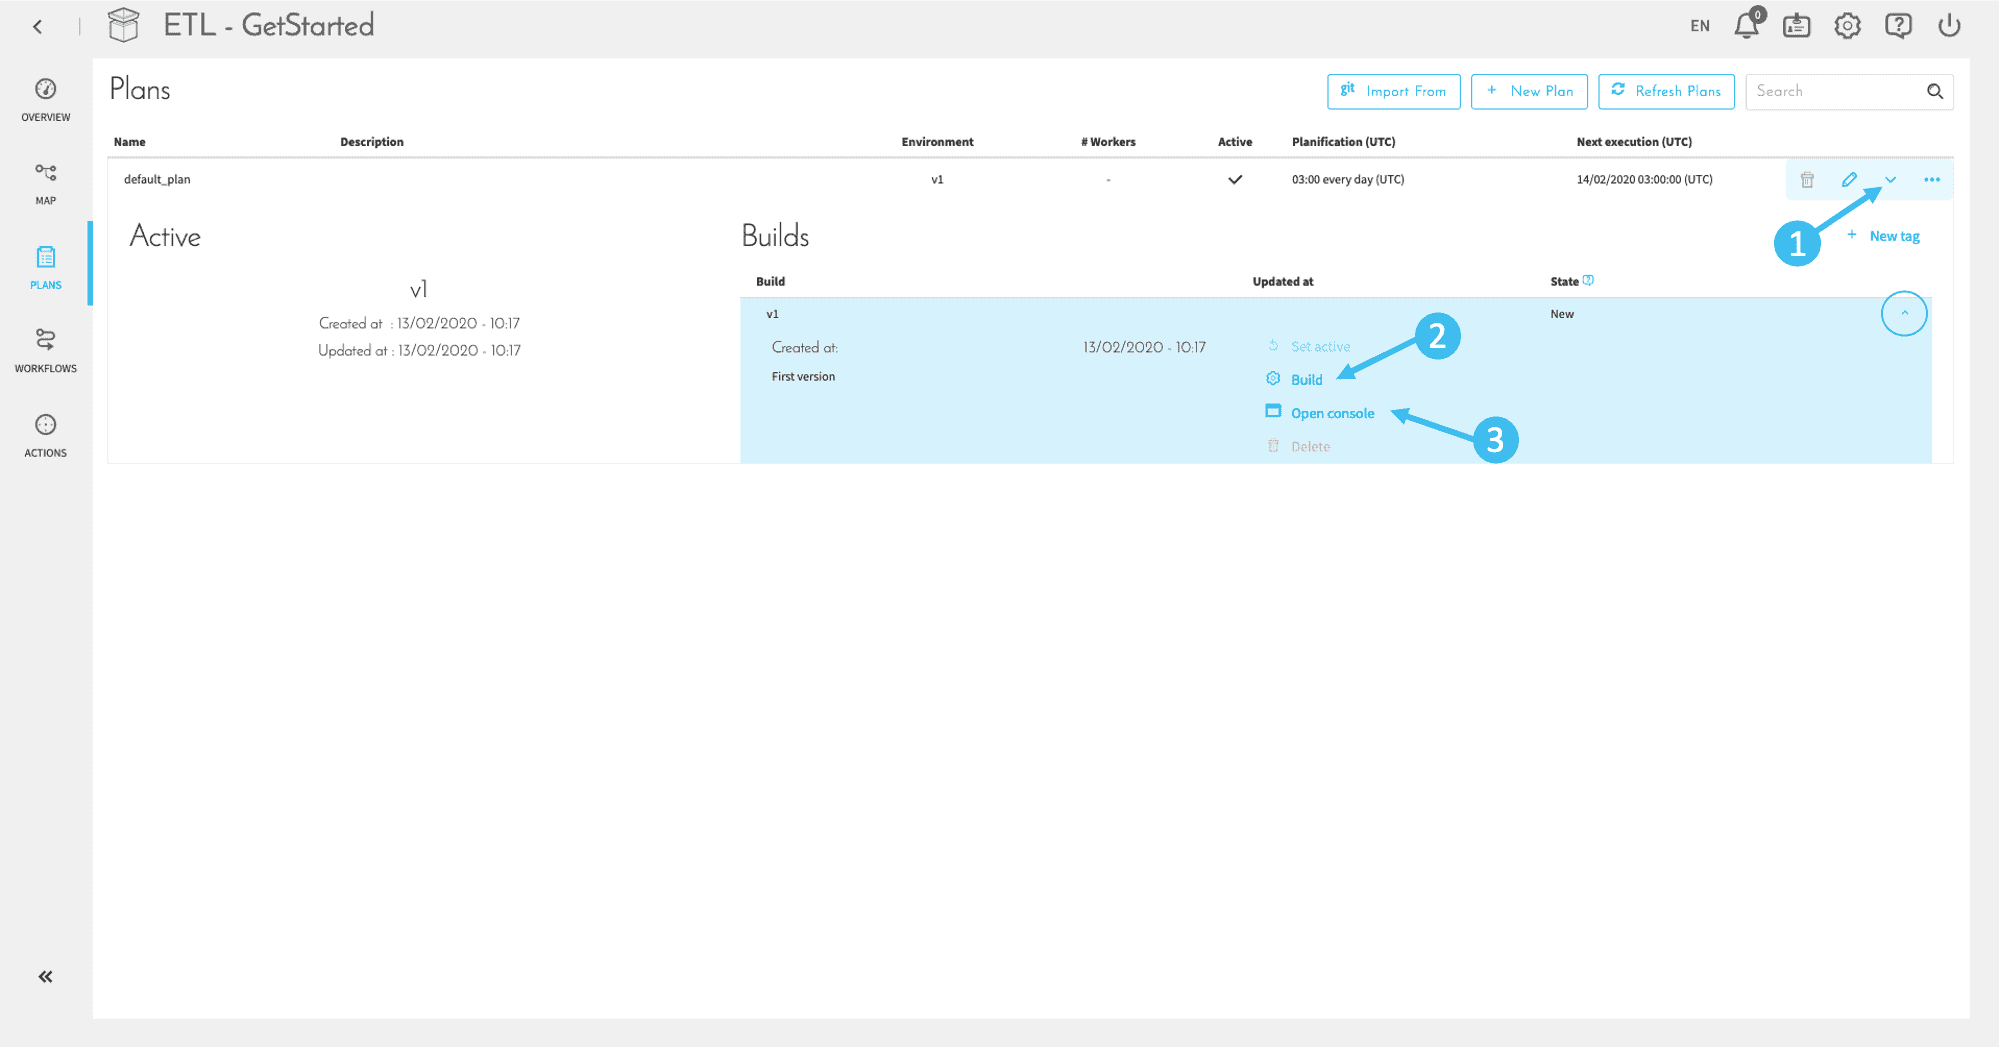 ETL - GetStarted
EN
0
OVERVIEW
MAP
PLANS
WORKFLOWS
ACTIONS
Plans
git Import From
+ New Plan
Refresh Plans
Search
Name Description Environment # Workers Active Planification (UTC) Next execution (UTC)
default_plan v1 - 03:00 every day (UTC) 14/02/2020 03:00:00 (UTC)
1
+ New tag
Active
v1
Created at : 13/02/2020 - 10:17
Updated at : 13/02/2020 - 10:17
Builds
Build Updated at State
v1 New
Created at: 13/02/2020 - 10:17
First version
Set active
2
Build
Open console
3
Delete